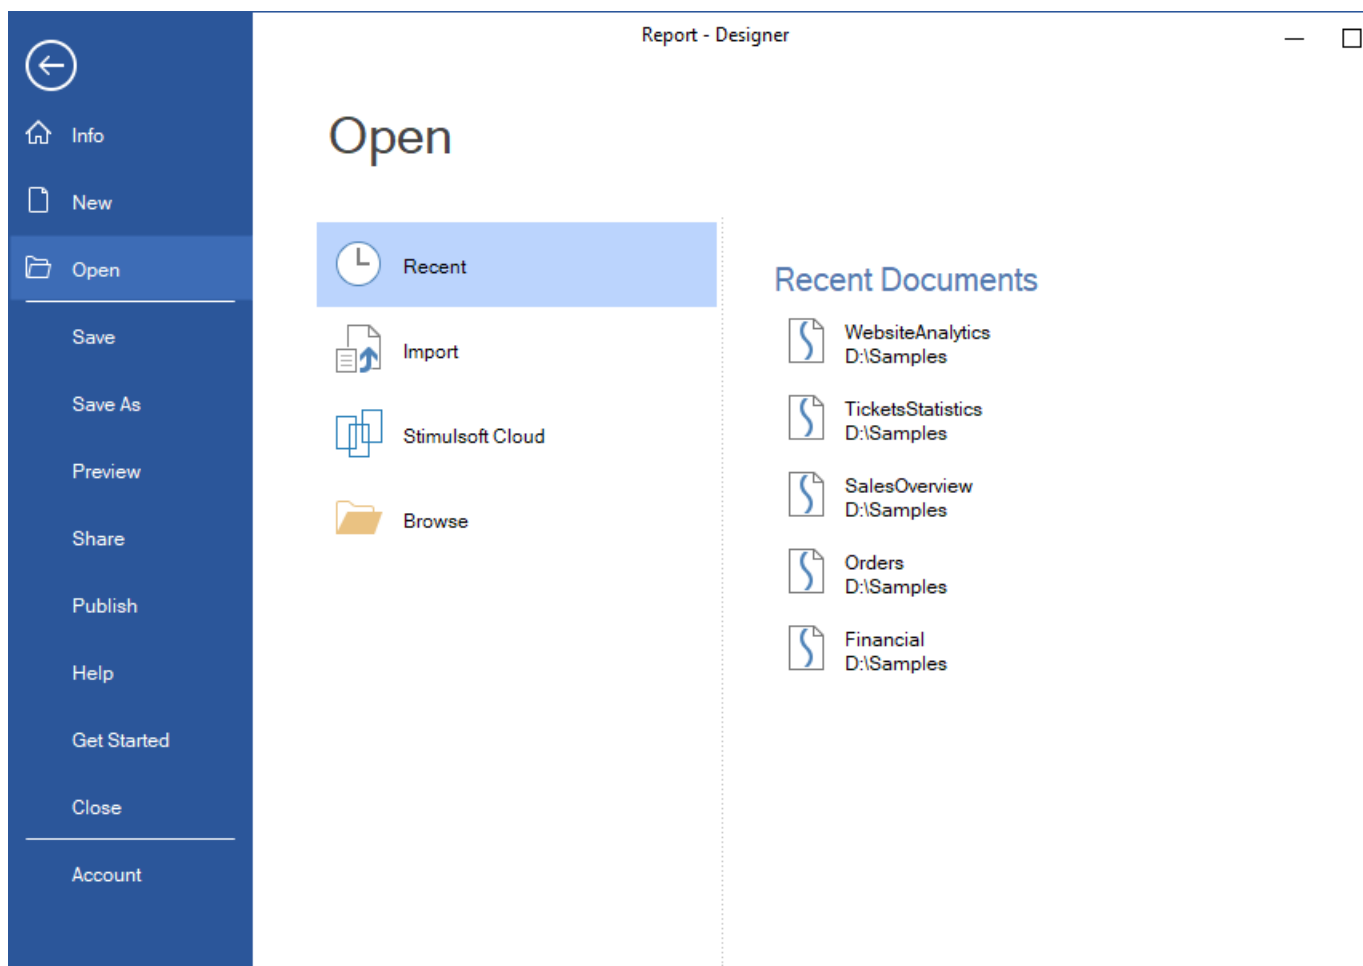 Report - Designer
Info
New
Open
Save
Save As
Preview
Share
Publish
Help
Get Started
Close
Account
Open
Recent
Import
Stimulsoft Cloud
Browse
Recent Documents
WebsiteAnalytics
D:\Samples
TicketsStatistics
D:\Samples
SalesOverview
D:\Samples
Orders
D:\Samples
Financial
D:\Samples